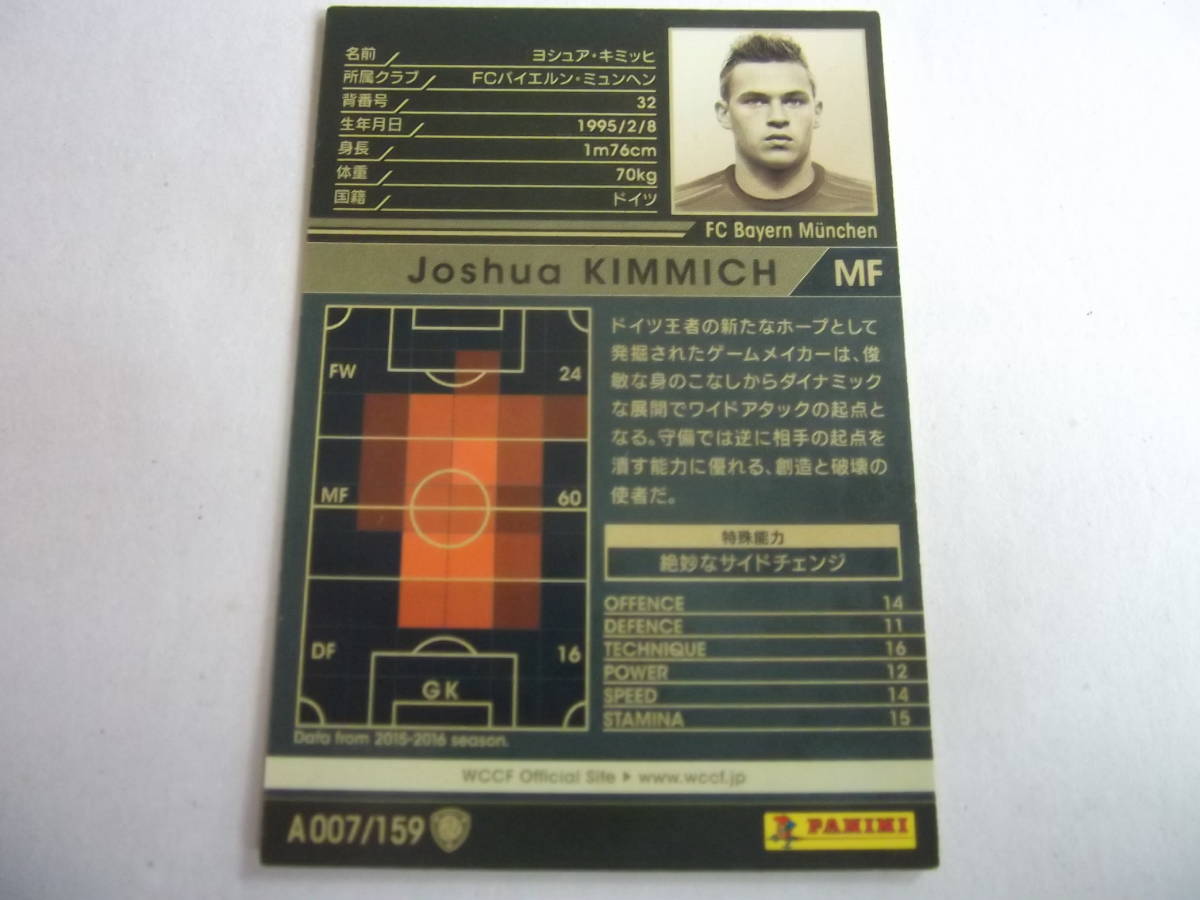 名前 ヨシュア・キミッヒ
所属クラブ FCバイエルン・ミュンヘン
背番号 32
生年月日 1995/2/8
身長 1m76cm
体重 70kg
国籍 ドイツ
FC Bayern München
Joshua KIMMICH MF
FW 24
MF 60
DF 16
GK
Data from 2015-2016 season.
ドイツ王者の新たなホープとして
発掘されたゲームメイカーは、俊
敏な身のこなしからダイナミック
な展開でワイドアタックの起点と
なる。守備では逆に相手の起点を
潰す能力に優れる、創造と破壊の
使者だ。
特殊能力
絶妙なサイドチェンジ
OFFENCE 14
DEFENCE 11
TECHNIQUE 16
POWER 12
SPEED 14
STAMINA 15
WCCF Official Site ▶ www.wccf.jp
A007/159
PANINI